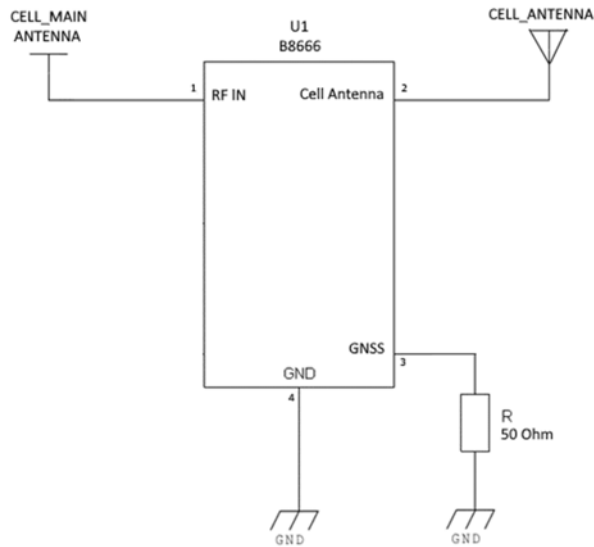 CELL_MAIN
ANTENNA
U1
B8666
CELL_ANTENNA
1
RF IN
Cell Antenna
2
GNSS
3
GND
4
R
50 Ohm
GND
GND